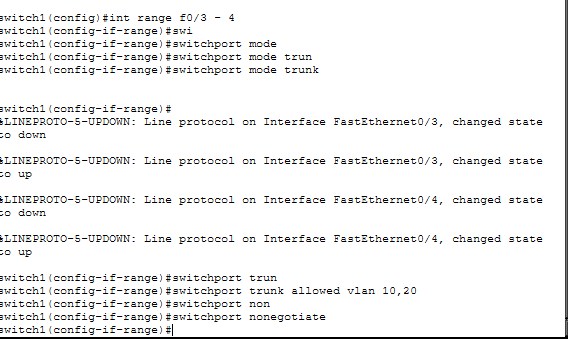 switch1(config)#int range f0/3 - 4
switch1(config-if-range)#swi
switch1(config-if-range)#switchport mode
switch1(config-if-range)#switchport mode trun
switch1(config-if-range)#switchport mode trunk
switch1(config-if-range)#
%LINEPROTO-5-UPDOWN: Line protocol on Interface FastEthernet0/3, changed state
to down
%LINEPROTO-5-UPDOWN: Line protocol on Interface FastEthernet0/3, changed state
to up
%LINEPROTO-5-UPDOWN: Line protocol on Interface FastEthernet0/4, changed state
to down
%LINEPROTO-5-UPDOWN: Line protocol on Interface FastEthernet0/4, changed state
to up
switch1(config-if-range)#switchport trun
switch1(config-if-range)#switchport trunk allowed vlan 10,20
switch1(config-if-range)#switchport non
switch1(config-if-range)#switchport nonegotiate
switch1(config-if-range)#